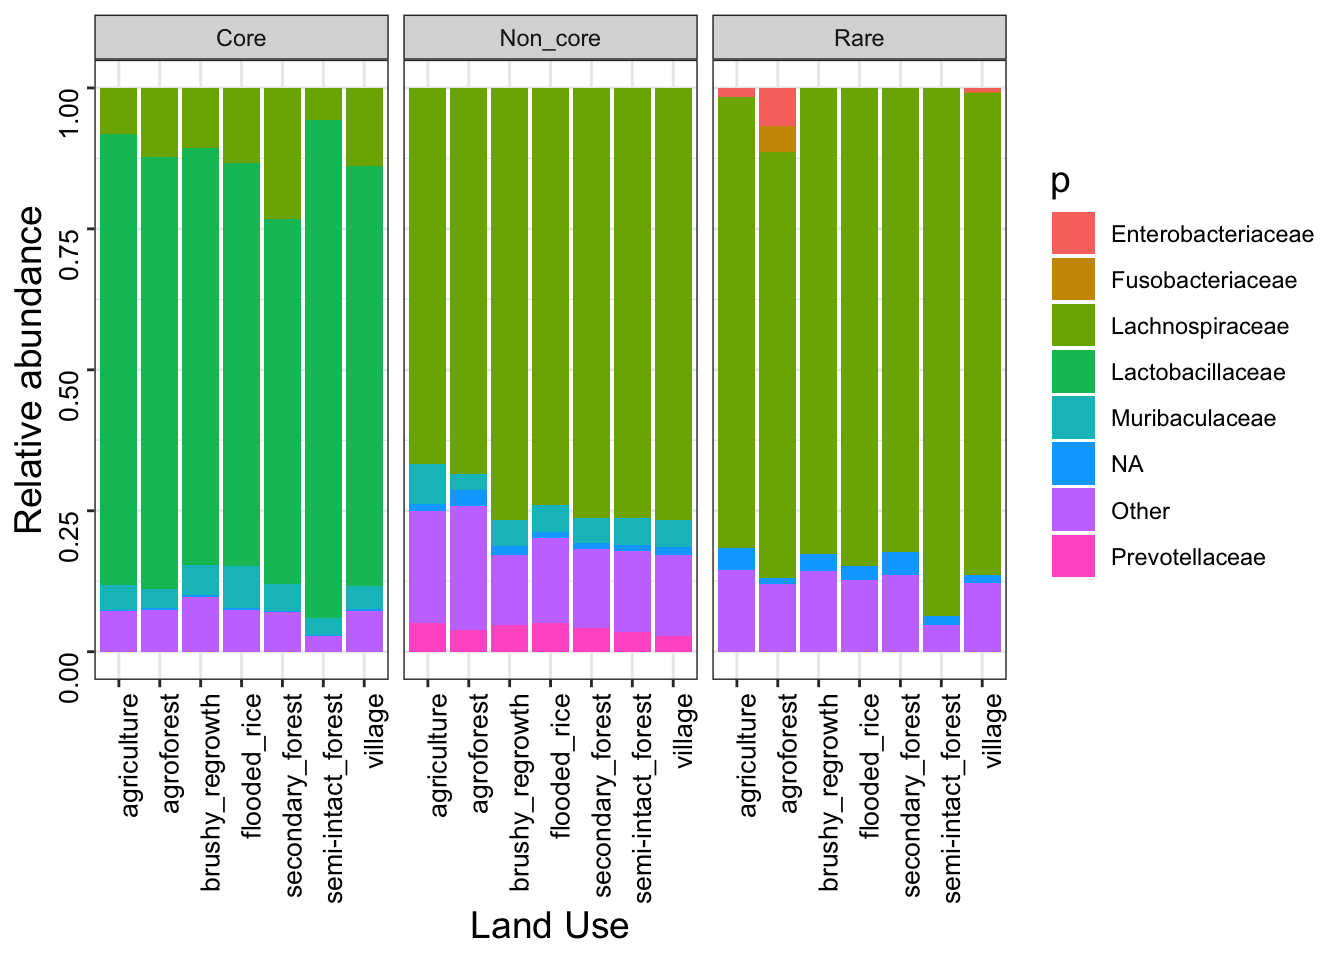 Core
Non_core
Rare
Relative abundance
1.00
0.75
0.50
0.25
0.00
agriculture
agroforest
brushy_regrowth
flooded_rice
secondary_forest
semi-intact_forest
village
agriculture
agroforest
brushy_regrowth
flooded_rice
secondary_forest
semi-intact_forest
village
agriculture
agroforest
brushy_regrowth
flooded_rice
secondary_forest
semi-intact_forest
village
Land Use
p
Enterobacteriaceae
Fusobacteriaceae
Lachnospiraceae
Lactobacillaceae
Muribaculaceae
NA
Other
Prevotellaceae